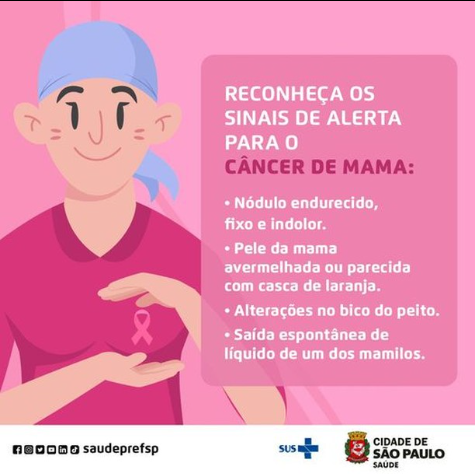 RECONHEÇA OS
SINAIS DE ALERTA
PARA O
CÂNCER DE MAMA:
• Nódulo endurecido,
fixo e indolor.
• Pele da mama
avermelhada ou parecida
com casca de laranja.
• Alterações no bico do peito.
• Saída espontânea de
líquido de um dos mamilos.
saudeprefsp
SUS
CIDADE DE
SÃO PAULO
SAÚDE